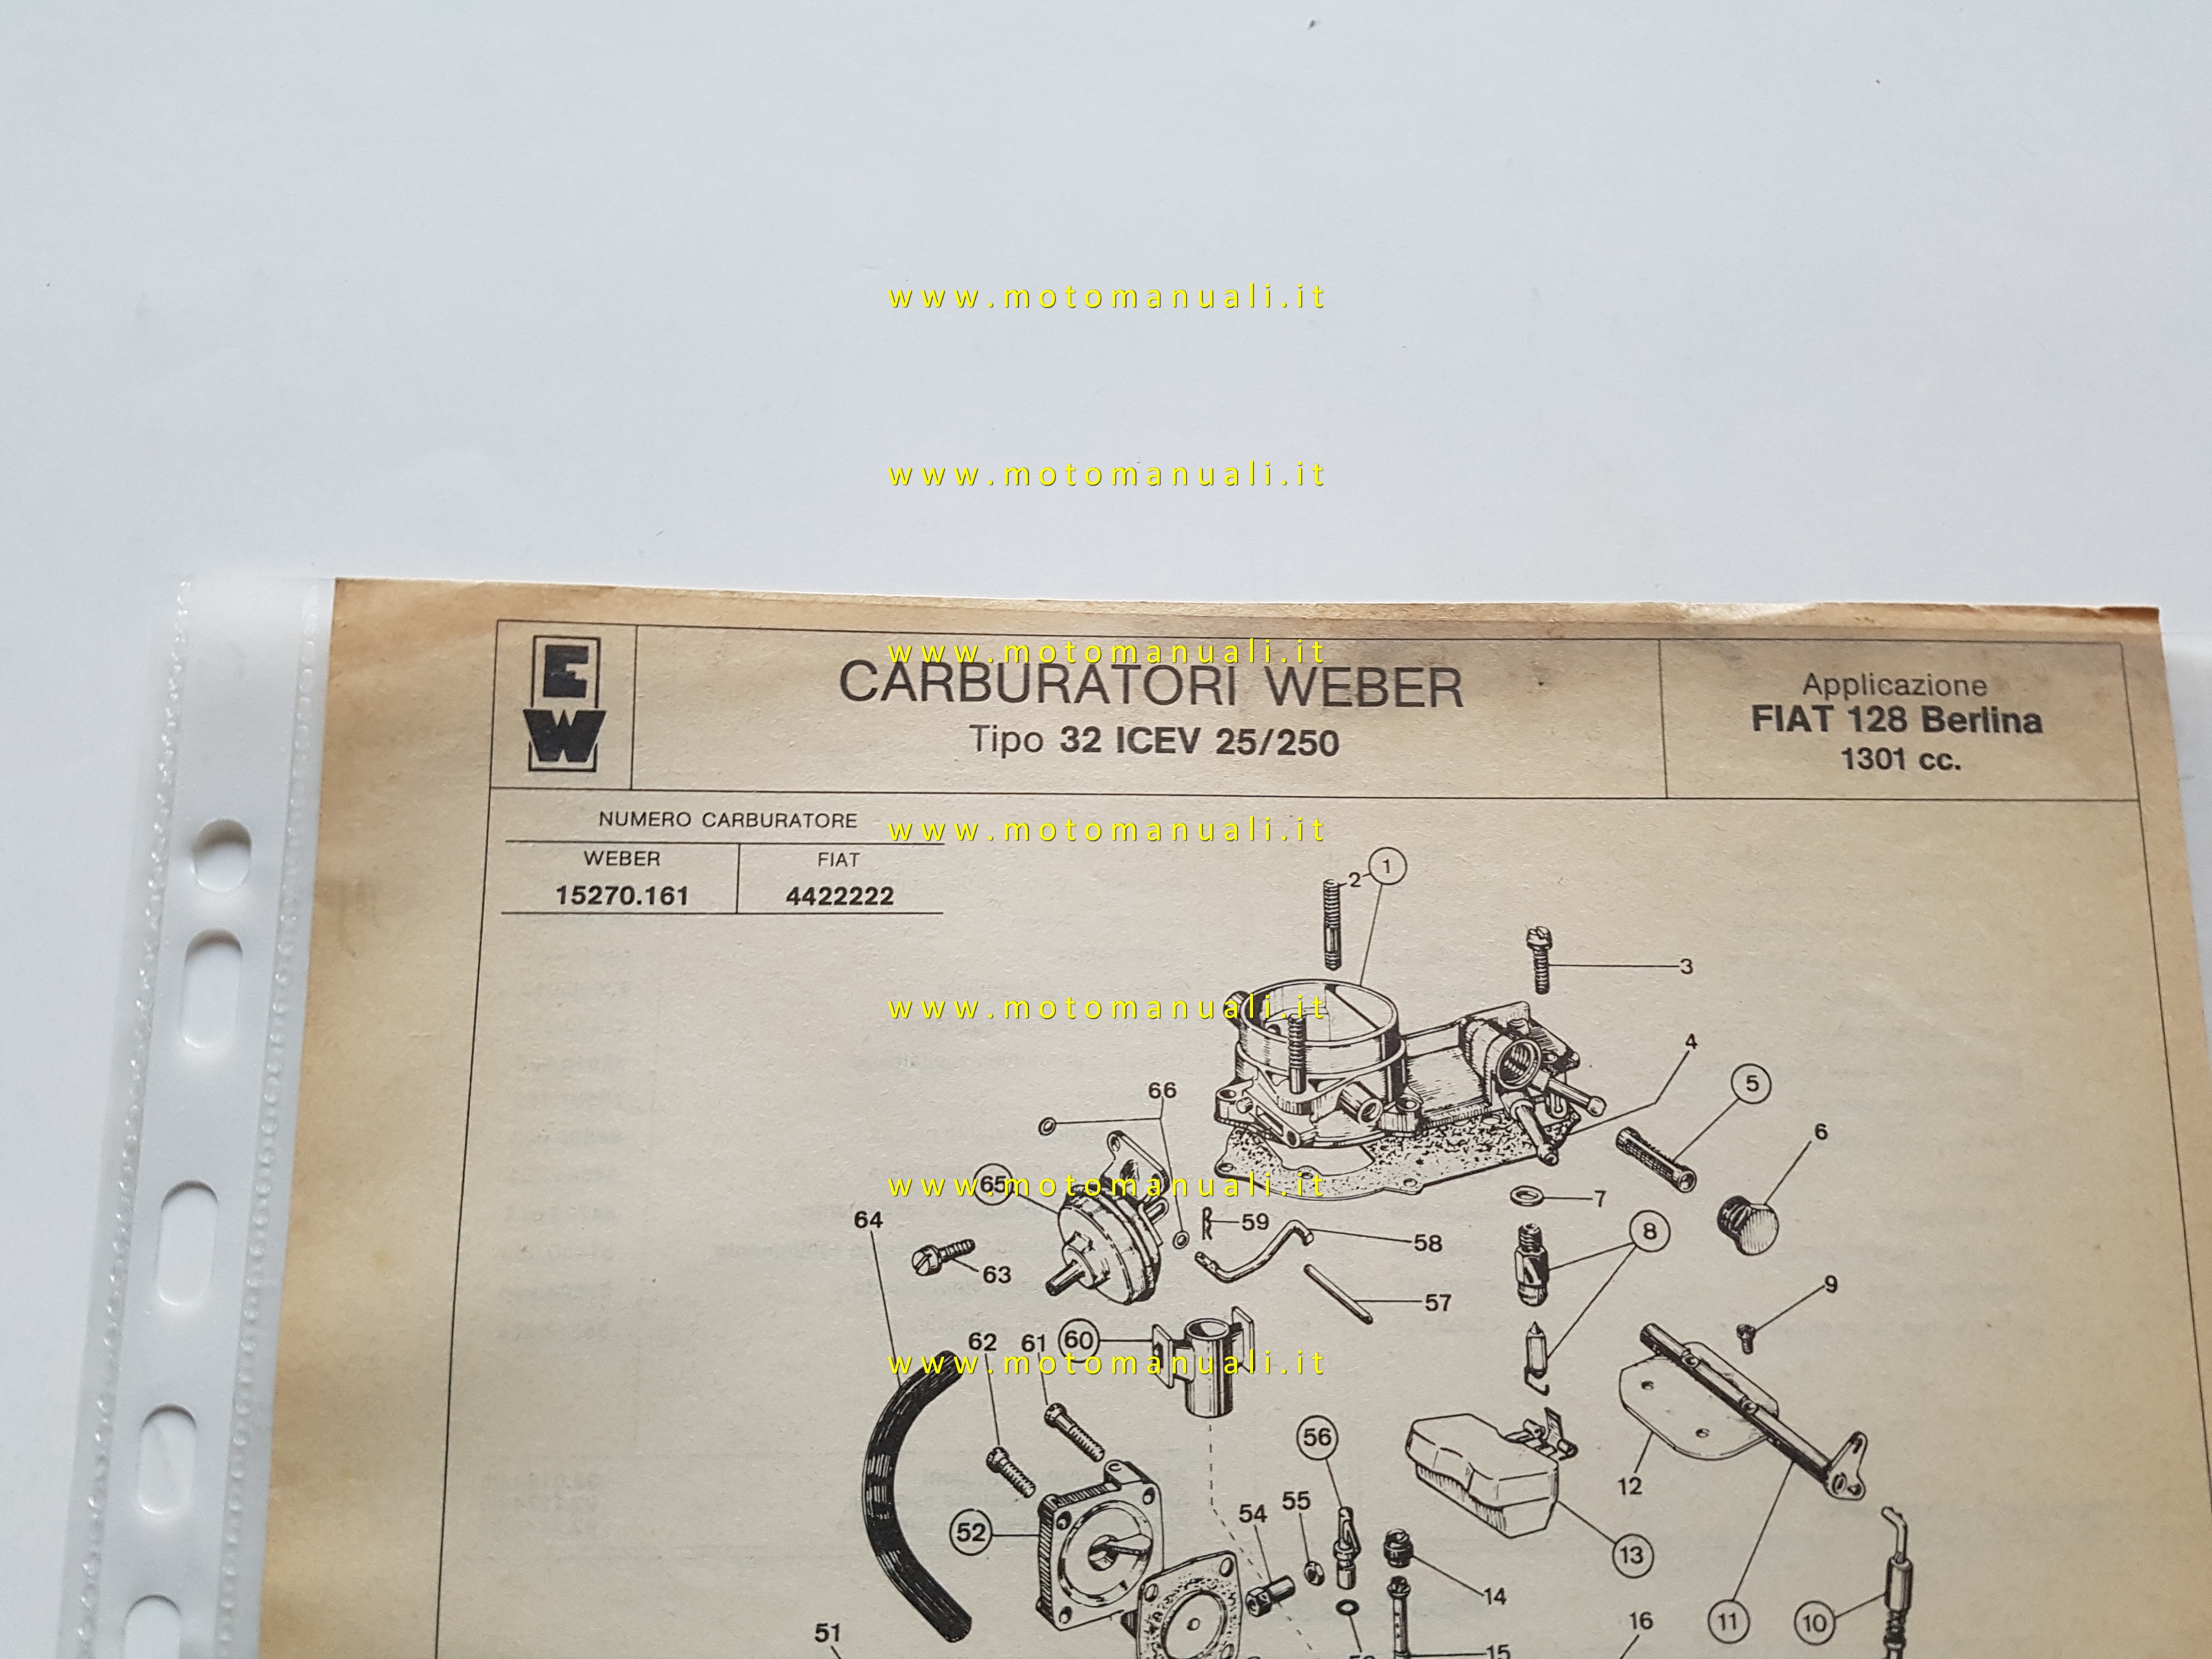 www.motomanuali.it
www.motomanuali.it
www.motomanuali.it
E
W
CARBURATORI WEBER
Tipo 32 ICEV 25/250
Applicazione
FIAT 128 Berlina
1301 cc.
NUMERO CARBURATORE
www.motomanuali.it
WEBER
FIAT
15270.161
4422222
2
1
3
www.motomanuali.it
4
5
66
6
www.motomanuali.it
65
7
64
59
8
58
63
9
57
62
61
60
www.motomanuali.it
56
12
55
54
52
13
14
11
10
16
51
15